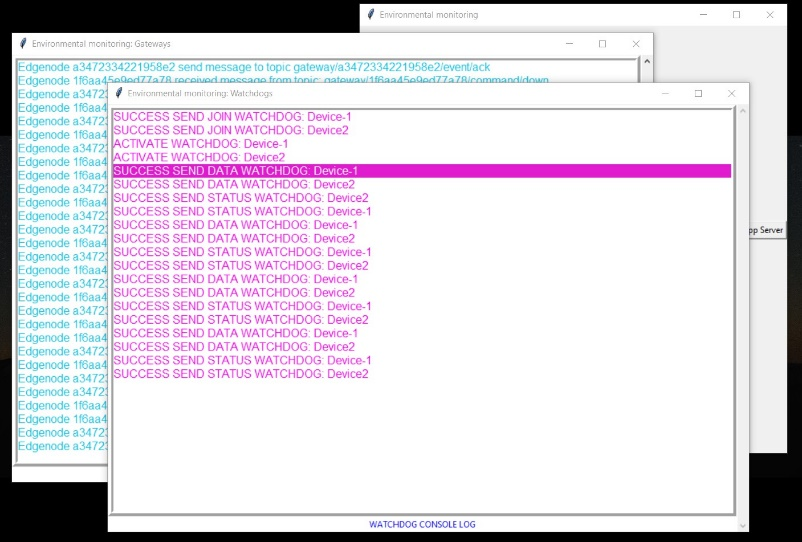 Environmental monitoring
Environmental monitoring: Gateways
Edgenode a3472334221958e2 send message to topic gateway/a3472334221958e2/event/ack
Edgenode 1f6aa45e9ed77a78 received message from topic: gateway/1f6aa45e9ed77a78/command/down
Edgenode a3472
Edgenode 1f6aa4
Edgenode a3472
Edgenode 1f6aa4
Edgenode a3472
Edgenode 1f6aa4
Edgenode a3472
Edgenode 1f6aa4
Edgenode a3472
Edgenode a3472
Edgenode 1f6aa4
Edgenode a3472
Edgenode 1f6aa4
Edgenode a3472
Edgenode 1f6aa4
Edgenode a3472
Edgenode a3472
Edgenode a3472
Edgenode 1f6aa4
Edgenode a3472
Edgenode 1f6aa4
Edgenode a3472
Edgenode a3472
Edgenode 1f6aa4
Edgenode a3472
Edgenode 1f6aa4
Edgenode a3472
Environmental monitoring: Watchdogs
SUCCESS SEND JOIN WATCHDOG: Device-1
SUCCESS SEND JOIN WATCHDOG: Device2
ACTIVATE WATCHDOG: Device-1
ACTIVATE WATCHDOG: Device2
SUCCESS SEND DATA WATCHDOG: Device-1
SUCCESS SEND DATA WATCHDOG: Device2
SUCCESS SEND STATUS WATCHDOG: Device2
SUCCESS SEND STATUS WATCHDOG: Device-1
SUCCESS SEND DATA WATCHDOG: Device-1
SUCCESS SEND DATA WATCHDOG: Device2
SUCCESS SEND STATUS WATCHDOG: Device-1
SUCCESS SEND STATUS WATCHDOG: Device2
SUCCESS SEND DATA WATCHDOG: Device-1
SUCCESS SEND DATA WATCHDOG: Device2
SUCCESS SEND STATUS WATCHDOG: Device-1
SUCCESS SEND STATUS WATCHDOG: Device2
SUCCESS SEND DATA WATCHDOG: Device-1
SUCCESS SEND DATA WATCHDOG: Device2
SUCCESS SEND STATUS WATCHDOG: Device-1
SUCCESS SEND STATUS WATCHDOG: Device2
WATCHDOG CONSOLE LOG
pp Server